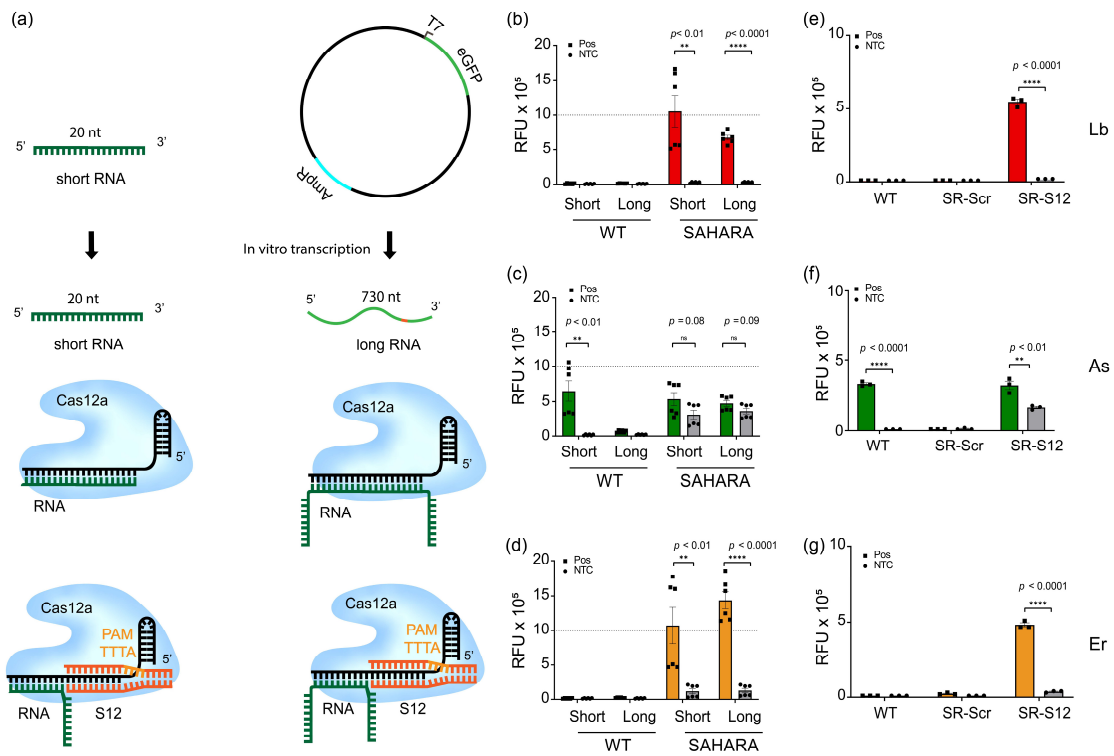 (a)
T7
eGFP
AmpR
20 nt
5’
3’
short RNA
In vitro transcription
20 nt
5’
3’
short RNA
730 nt
5’
3’
long RNA
Cas12a
5’
RNA
Cas12a
5’
RNA
Cas12a
PAM
TTTA
5’
RNA
S12
Cas12a
PAM
TTTA
5’
RNA
S12
(b)
Pos
NTC
p< 0.01
p <0.0001
**
****
RFU x 10⁵
20
15
10
5
0
Short
Long
Short
Long
WT
SAHARA
(c)
Pos
NTC
p < 0.01
p = 0.08
p = 0.09
**
ns
ns
RFU x 10⁵
20
15
10
5
0
Short
Long
Short
Long
WT
SAHARA
(d)
Pos
NTC
p < 0.01
p < 0.0001
**
****
RFU x 10⁵
20
15
10
5
0
Short
Long
Short
Long
WT
SAHARA
(e)
Pos
NTC
p < 0.0001
****
RFU x 10⁵
10
5
0
WT
SR-Scr
SR-S12
Lb
(f)
Pos
NTC
p < 0.0001
p < 0.01
****
**
RFU x 10⁵
10
5
0
WT
SR-Scr
SR-S12
As
(g)
Pos
NTC
p < 0.0001
****
RFU x 10⁵
10
5
0
WT
SR-Scr
SR-S12
Er